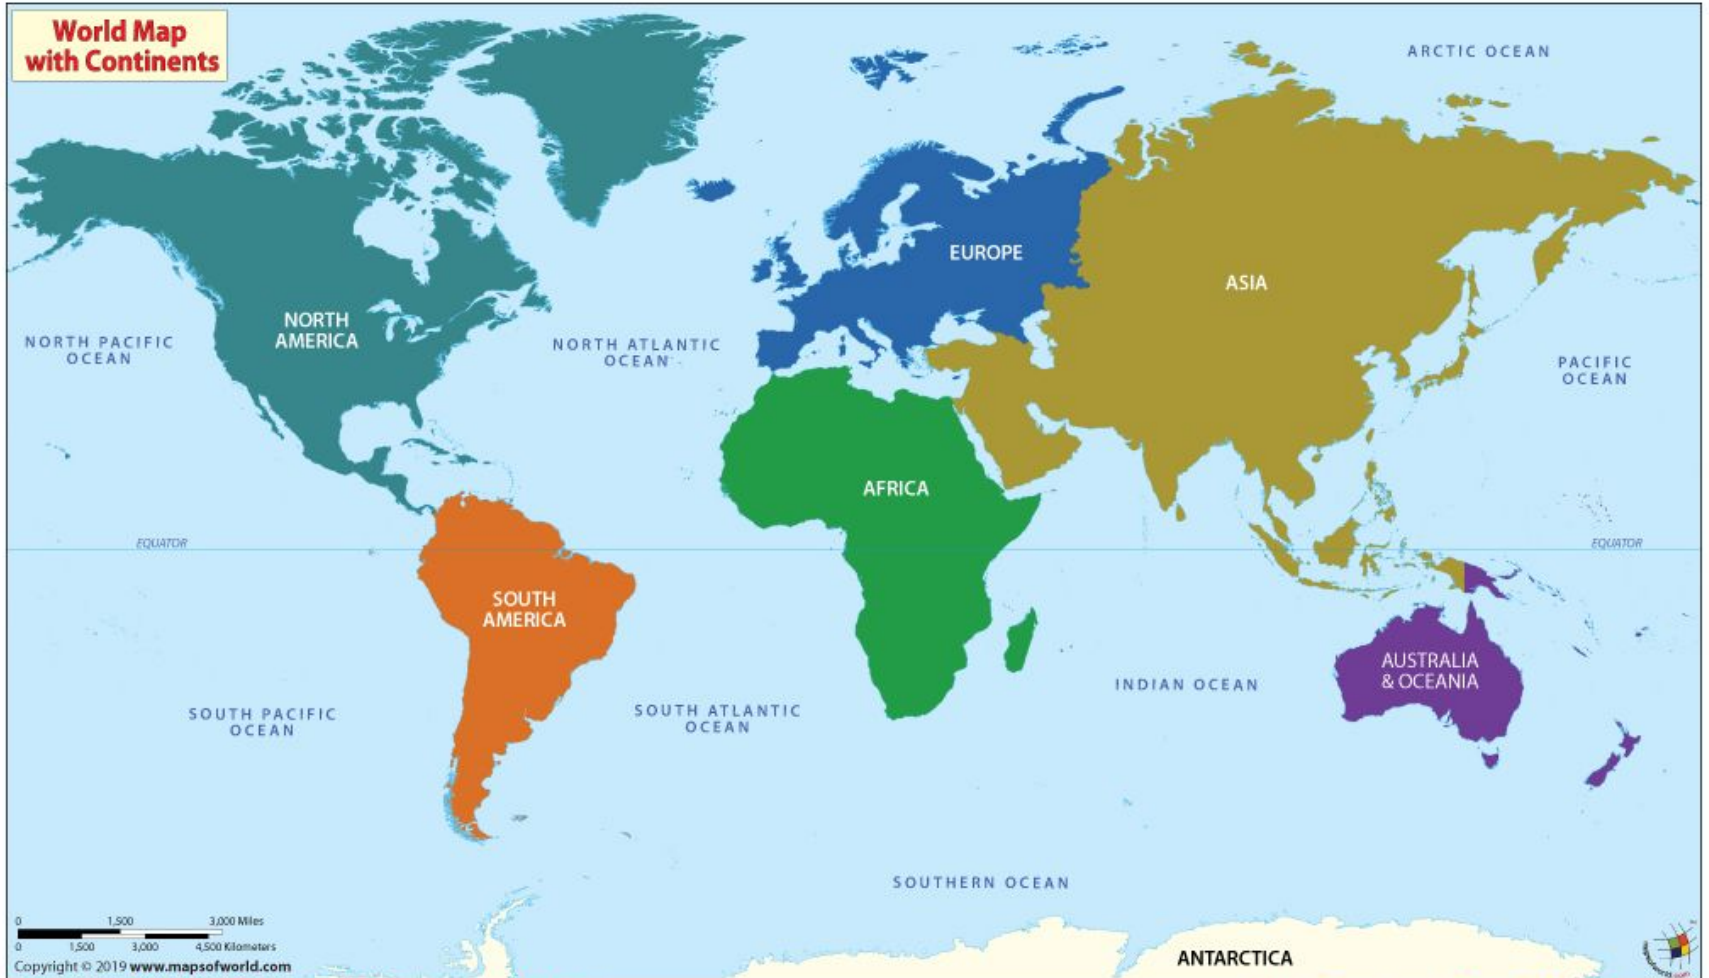 World Map
with Continents
ARCTIC OCEAN
EUROPE
ASIA
NORTH
AMERICA
NORTH PACIFIC
OCEAN
NORTH ATLANTIC
OCEAN
PACIFIC
OCEAN
AFRICA
EQUATOR
EQUATOR
SOUTH
AMERICA
AUSTRALIA
& OCEANIA
INDIAN OCEAN
SOUTH PACIFIC
OCEAN
SOUTH ATLANTIC
OCEAN
SOUTHERN OCEAN
0 1,500 3,000 Miles
0 1,500 3,000 4,500 Kilometers
Copyright © 2019 www.mapsofworld.com
ANTARCTICA